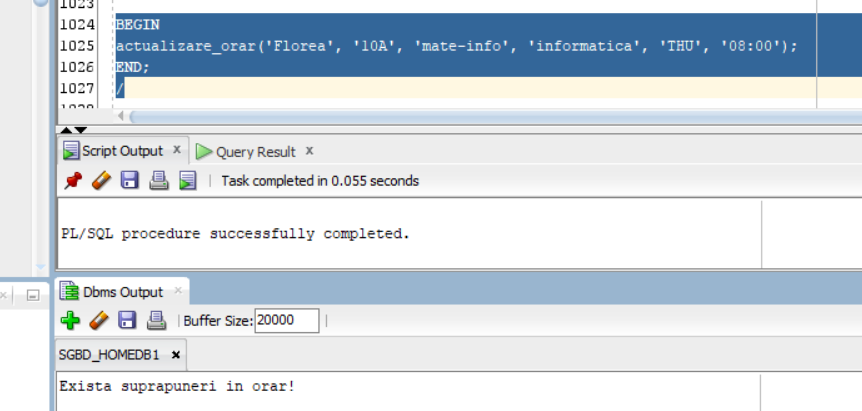 1023
1024 BEGIN
1025 actualizare_orar('Florea', '10A', 'mate-info', 'informatica', 'THU', '08:00');
1026 END;
1027 /
1028
Script Output x Query Result x
Task completed in 0.055 seconds
PL/SQL procedure successfully completed.
Dbms Output x
Buffer Size: 20000
SGBD_HOMEDB1 x
Exista suprapuneri in orar!